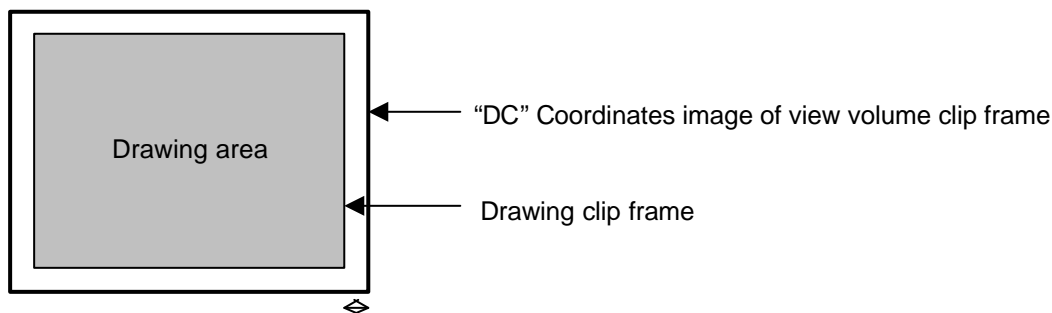 “DC” Coordinates image of view volume clip frame
Drawing area
Drawing clip frame